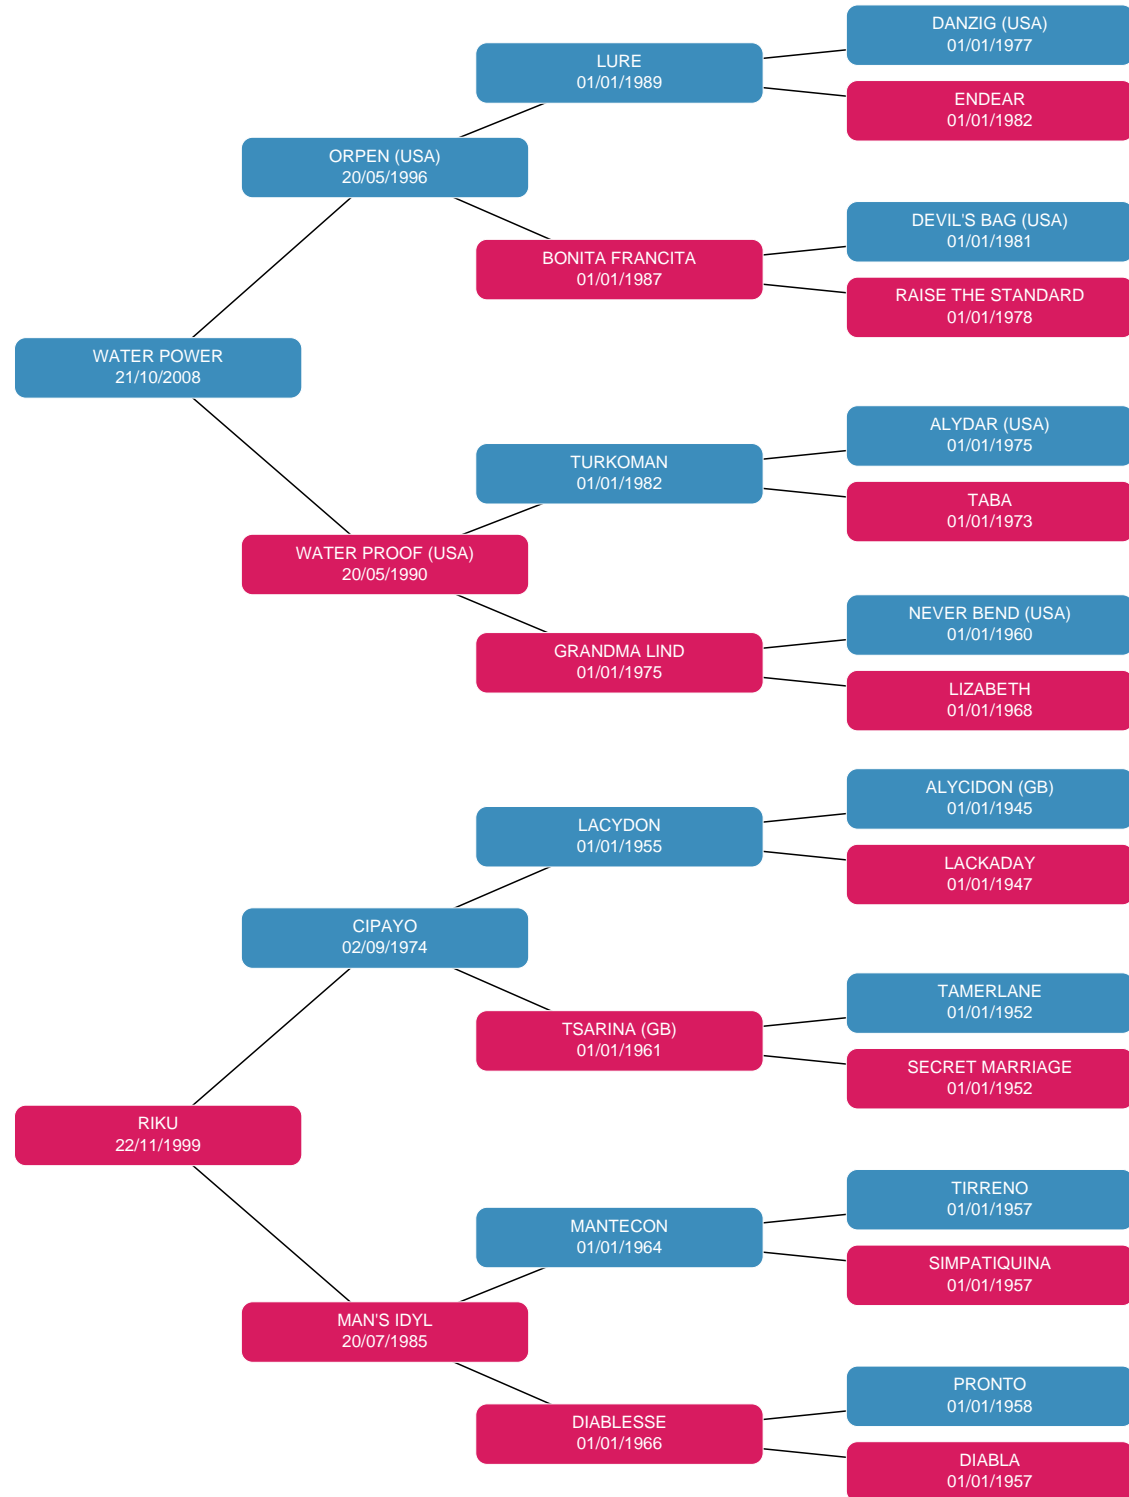 DANZIG (USA)
01/01/1977
LURE
01/01/1989
ENDEAR
01/01/1982
ORPEN (USA)
20/05/1996
DEVIL'S BAG (USA)
01/01/1981
BONITA FRANCITA
01/01/1987
RAISE THE STANDARD
01/01/1978
WATER POWER
21/10/2008
ALYDAR (USA)
01/01/1975
TURKOMAN
01/01/1982
TABA
01/01/1973
WATER PROOF (USA)
20/05/1990
NEVER BEND (USA)
01/01/1960
GRANDMA LIND
01/01/1975
LIZABETH
01/01/1968
ALYCIDON (GB)
01/01/1945
LACYDON
01/01/1955
LACKADAY
01/01/1947
CIPAYO
02/09/1974
TAMERLANE
01/01/1952
TSARINA (GB)
01/01/1961
SECRET MARRIAGE
01/01/1952
RIKU
22/11/1999
TIRRENO
01/01/1957
MANTECON
01/01/1964
SIMPATIQUINA
01/01/1957
MAN'S IDYL
20/07/1985
PRONTO
01/01/1958
DIABLESSE
01/01/1966
DIABLA
01/01/1957